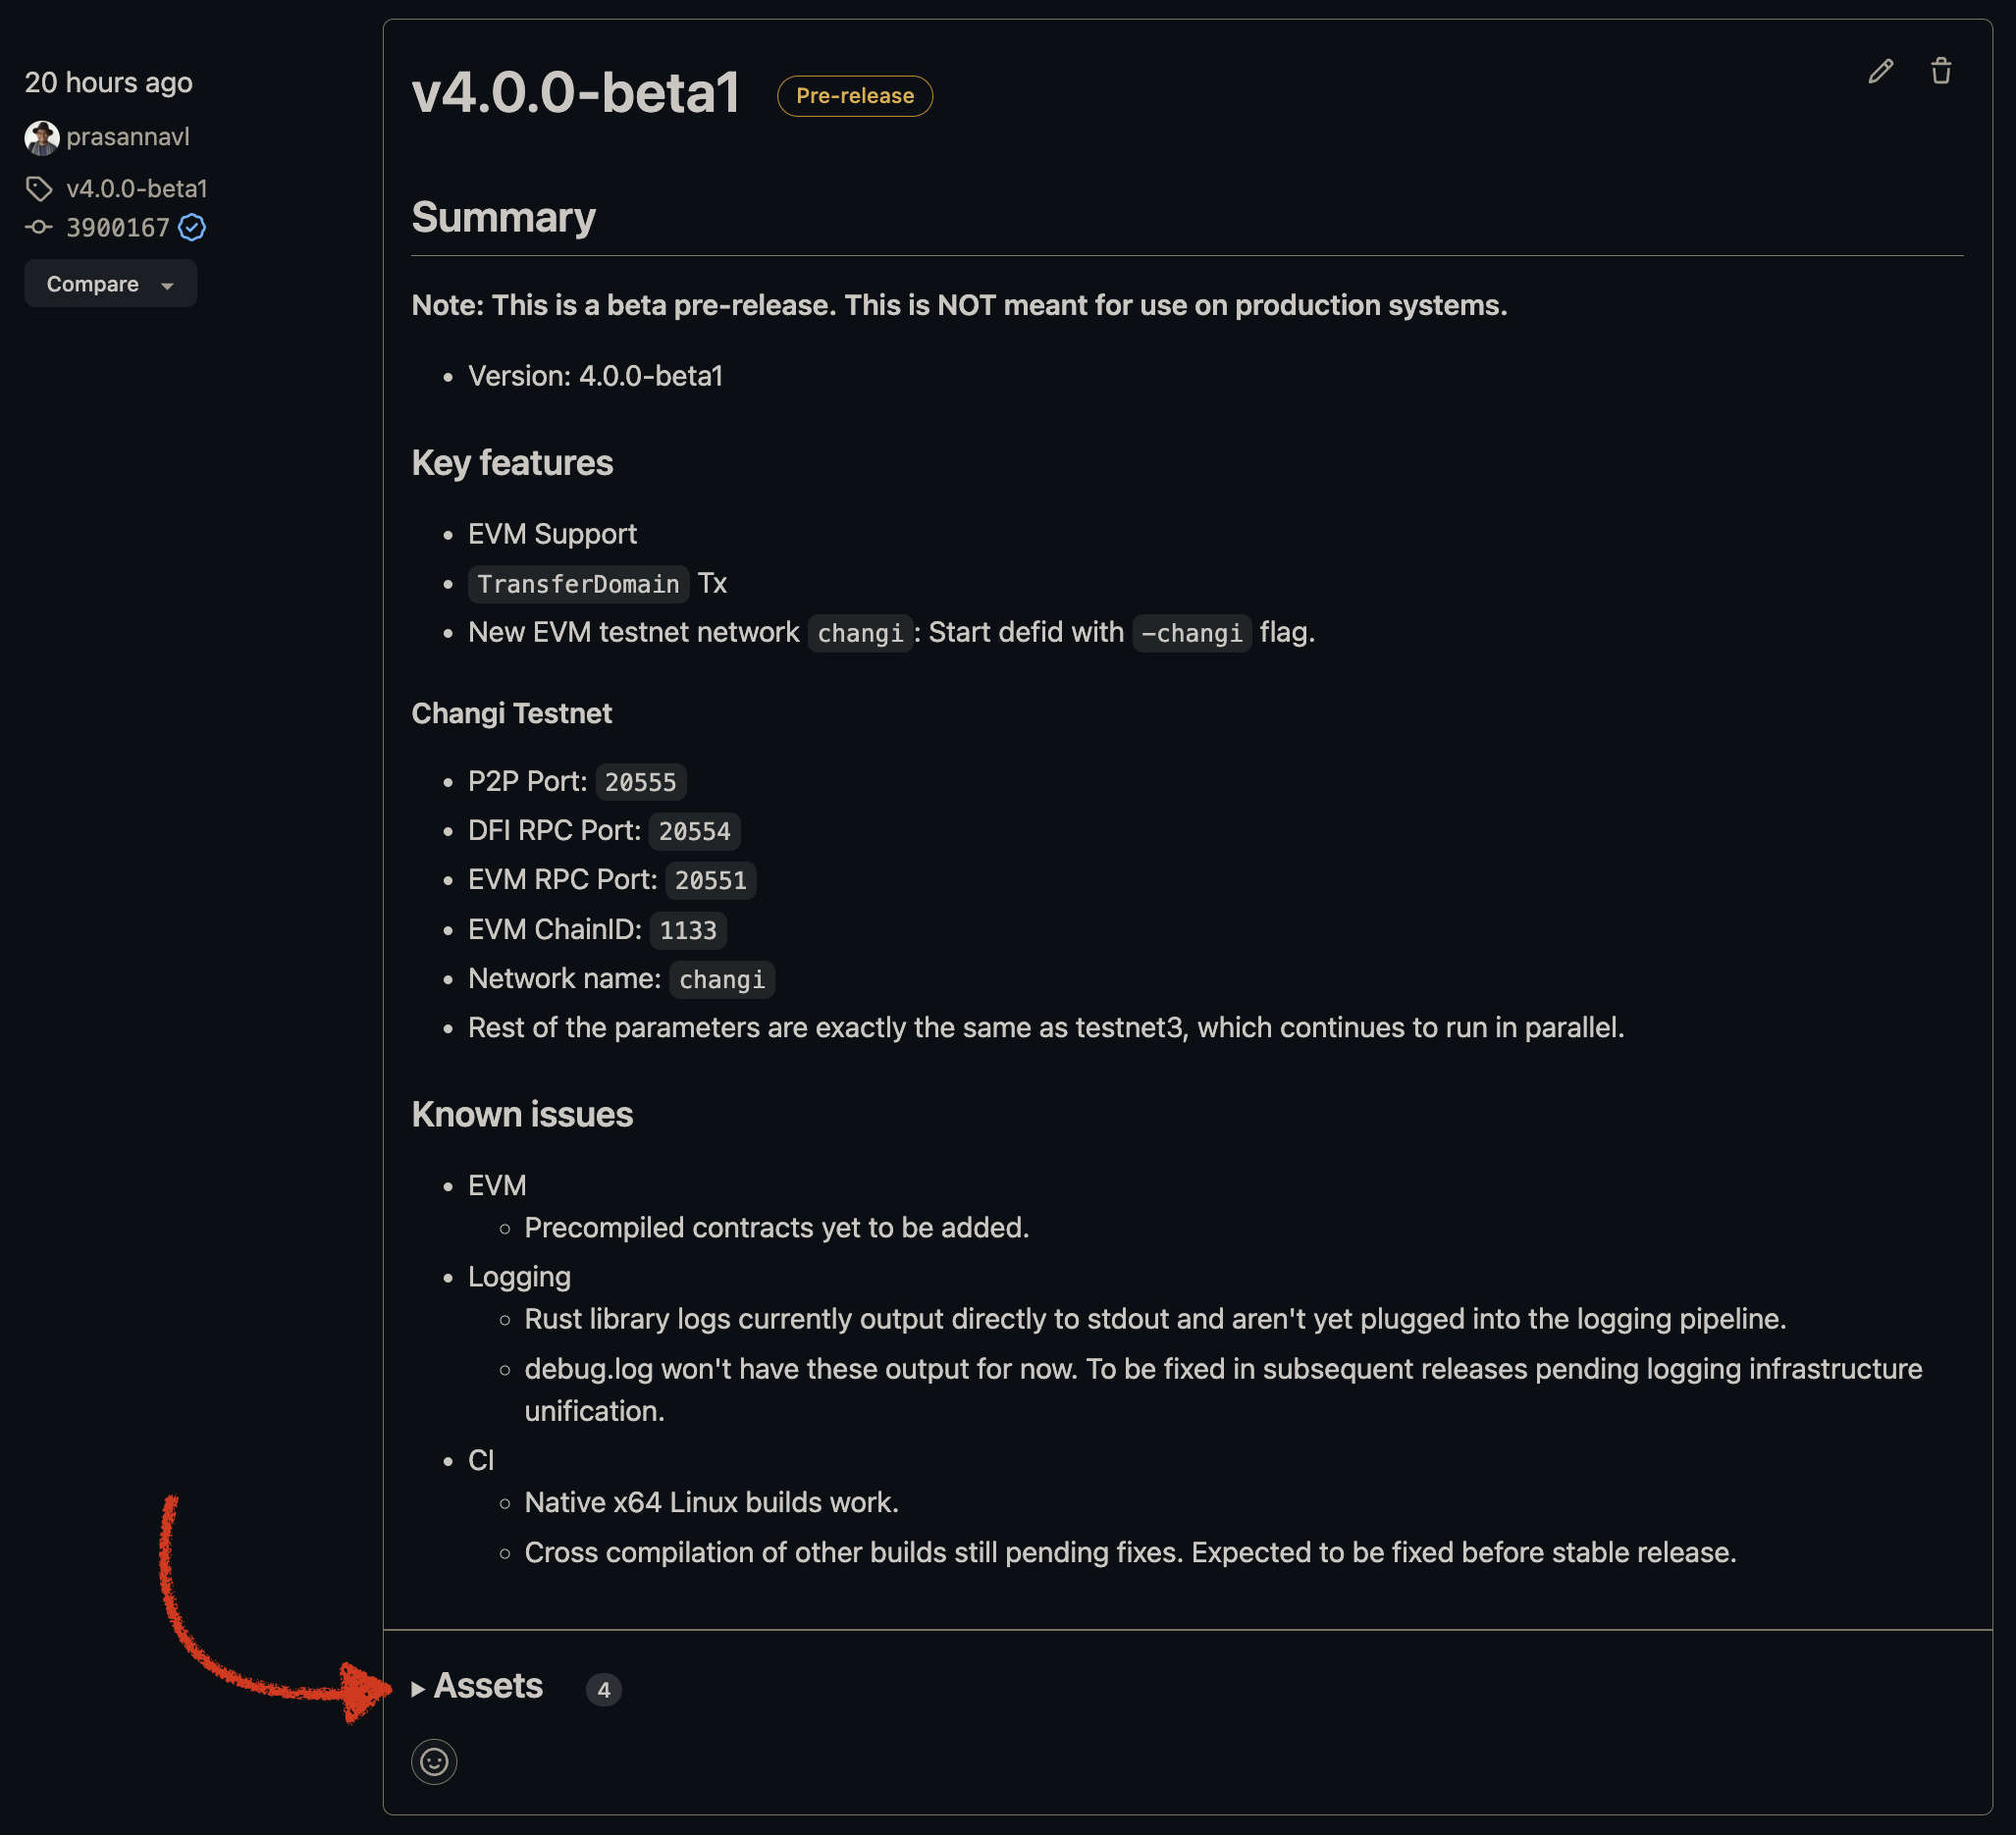 20 hours ago
prasannavl
v4.0.0-beta1
3900167
Compare
v4.0.0-beta1 Pre-release
Summary
Note: This is a beta pre-release. This is NOT meant for use on production systems.
• Version: 4.0.0-beta1
Key features
• EVM Support
• TransferDomain Tx
• New EVM testnet network changi: Start defid with -changi flag.
Changi Testnet
• P2P Port: 20555
• DFI RPC Port: 20554
• EVM RPC Port: 20551
• EVM ChainID: 1133
• Network name: changi
• Rest of the parameters are exactly the same as testnet3, which continues to run in parallel.
Known issues
• EVM
◦ Precompiled contracts yet to be added.
• Logging
◦ Rust library logs currently output directly to stdout and aren't yet plugged into the logging pipeline.
◦ debug.log won't have these output for now. To be fixed in subsequent releases pending logging infrastructure
unification.
• CI
◦ Native x64 Linux builds work.
◦ Cross compilation of other builds still pending fixes. Expected to be fixed before stable release.
Assets 4